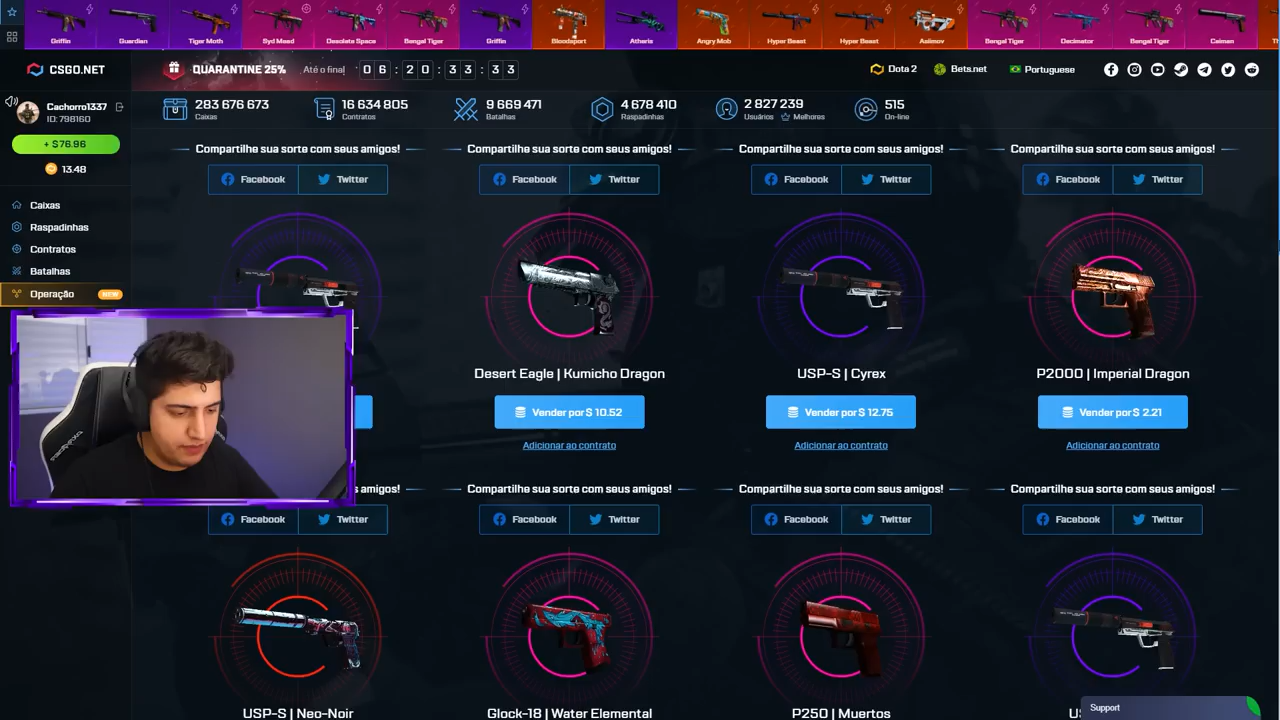 Griffin
Guardian
Tiger Moth
Syd Mead
Desolate Space
Bengal Tiger
Griffin
Bloodsport
Atheris
Angry Mob
Hyper Beast
Hyper Beast
Asiimov
Bengal Tiger
Decimator
Bengal Tiger
Caiman
CSGO.NET
QUARANTINE 25%
Até o final
0 6 : 2 0 : 3 3 : 3 3
Dota 2
Bets.net
Portuguese
Cachorro1337
ID: 798160
+ $76.96
13.48
283 676 673
Caixas
16 634 805
Contratos
9 669 471
Batalhas
4 678 410
Raspadinhas
2 827 239
Usuários
Melhores
515
On-line
Caixas
Raspadinhas
Contratos
Batalhas
Operação
NEW
Compartilhe sua sorte com seus amigos!
Compartilhe sua sorte com seus amigos!
Compartilhe sua sorte com seus amigos!
Compartilhe sua sorte com seus amigos!
Facebook
Twitter
Facebook
Twitter
Facebook
Twitter
Facebook
Twitter
Desert Eagle | Kumicho Dragon
USP-S | Cyrex
P2000 | Imperial Dragon
Vender por $ 10.52
Vender por $ 12.75
Vender por $ 2.21
Adicionar ao contrato
Adicionar ao contrato
Adicionar ao contrato
amigos!
Compartilhe sua sorte com seus amigos!
Compartilhe sua sorte com seus amigos!
Compartilhe sua sorte com seus amigos!
Facebook
Twitter
Facebook
Twitter
Facebook
Twitter
Facebook
Twitter
USP-S | Neo-Noir
Glock-18 | Water Elemental
P250 | Muertos
Support